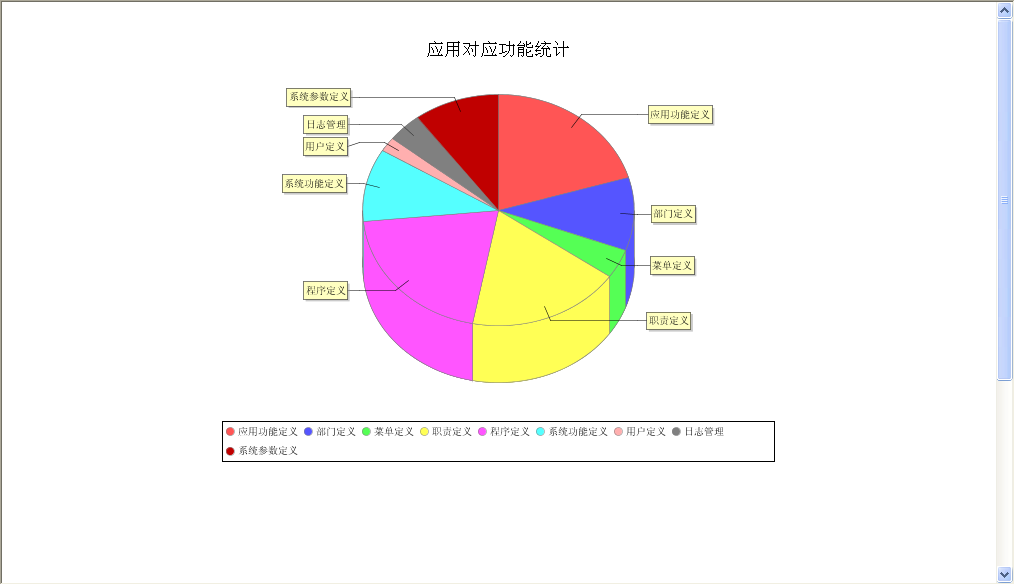 应用对应功能统计
系统参数定义
应用功能定义
日志管理
用户定义
系统功能定义
部门定义
菜单定义
程序定义
职责定义
应用功能定义 部门定义 菜单定义 职责定义 程序定义 系统功能定义 用户定义 日志管理
系统参数定义